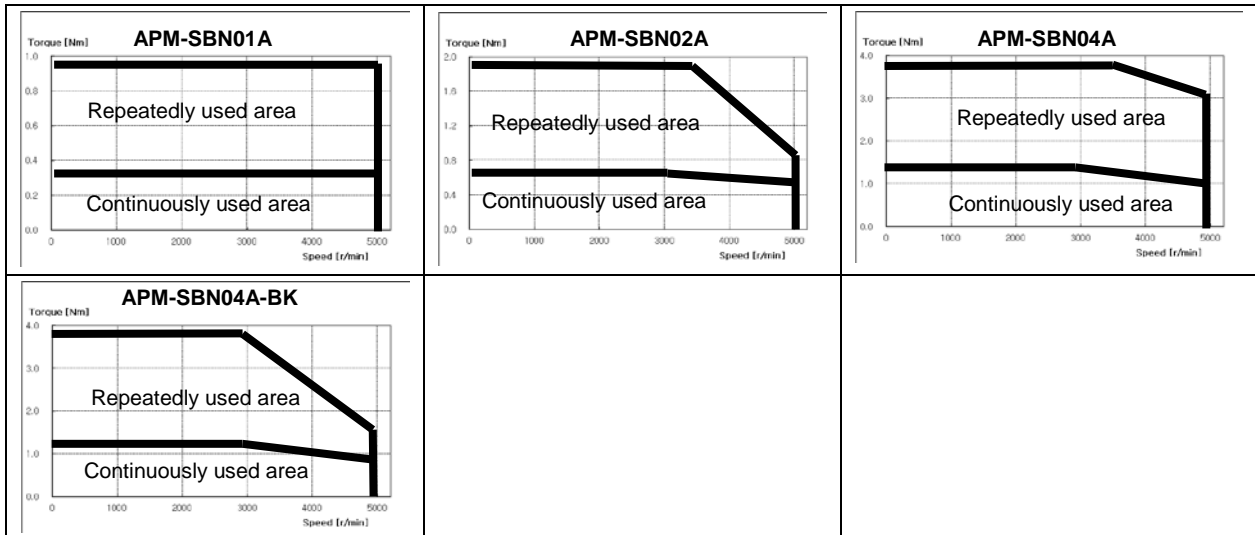 APM-SBN01A
Torque [Nm]
1.0
0.8
Repeatedly used area
0.6
0.4
0.2
Continuously used area
0.0
0 1000 2000 3000 4000 5000
Speed [r/min]
APM-SBN02A
Torque [Nm]
2.0
1.6
1.2
Repeatedly used area
0.8
0.4
Continuously used area
0.0
0 1000 2000 3000 4000 5000
Speed [r/min]
APM-SBN04A
Torque [Nm]
4.0
3.0
Repeatedly used area
2.0
1.0
Continuously used area
0.0
0 1000 2000 3000 4000 5000
Speed [r/min]
APM-SBN04A-BK
Torque [Nm]
4.0
3.0
Repeatedly used area
2.0
1.0
Continuously used area
0.0
0 1000 2000 3000 4000 5000
Speed [r/min]